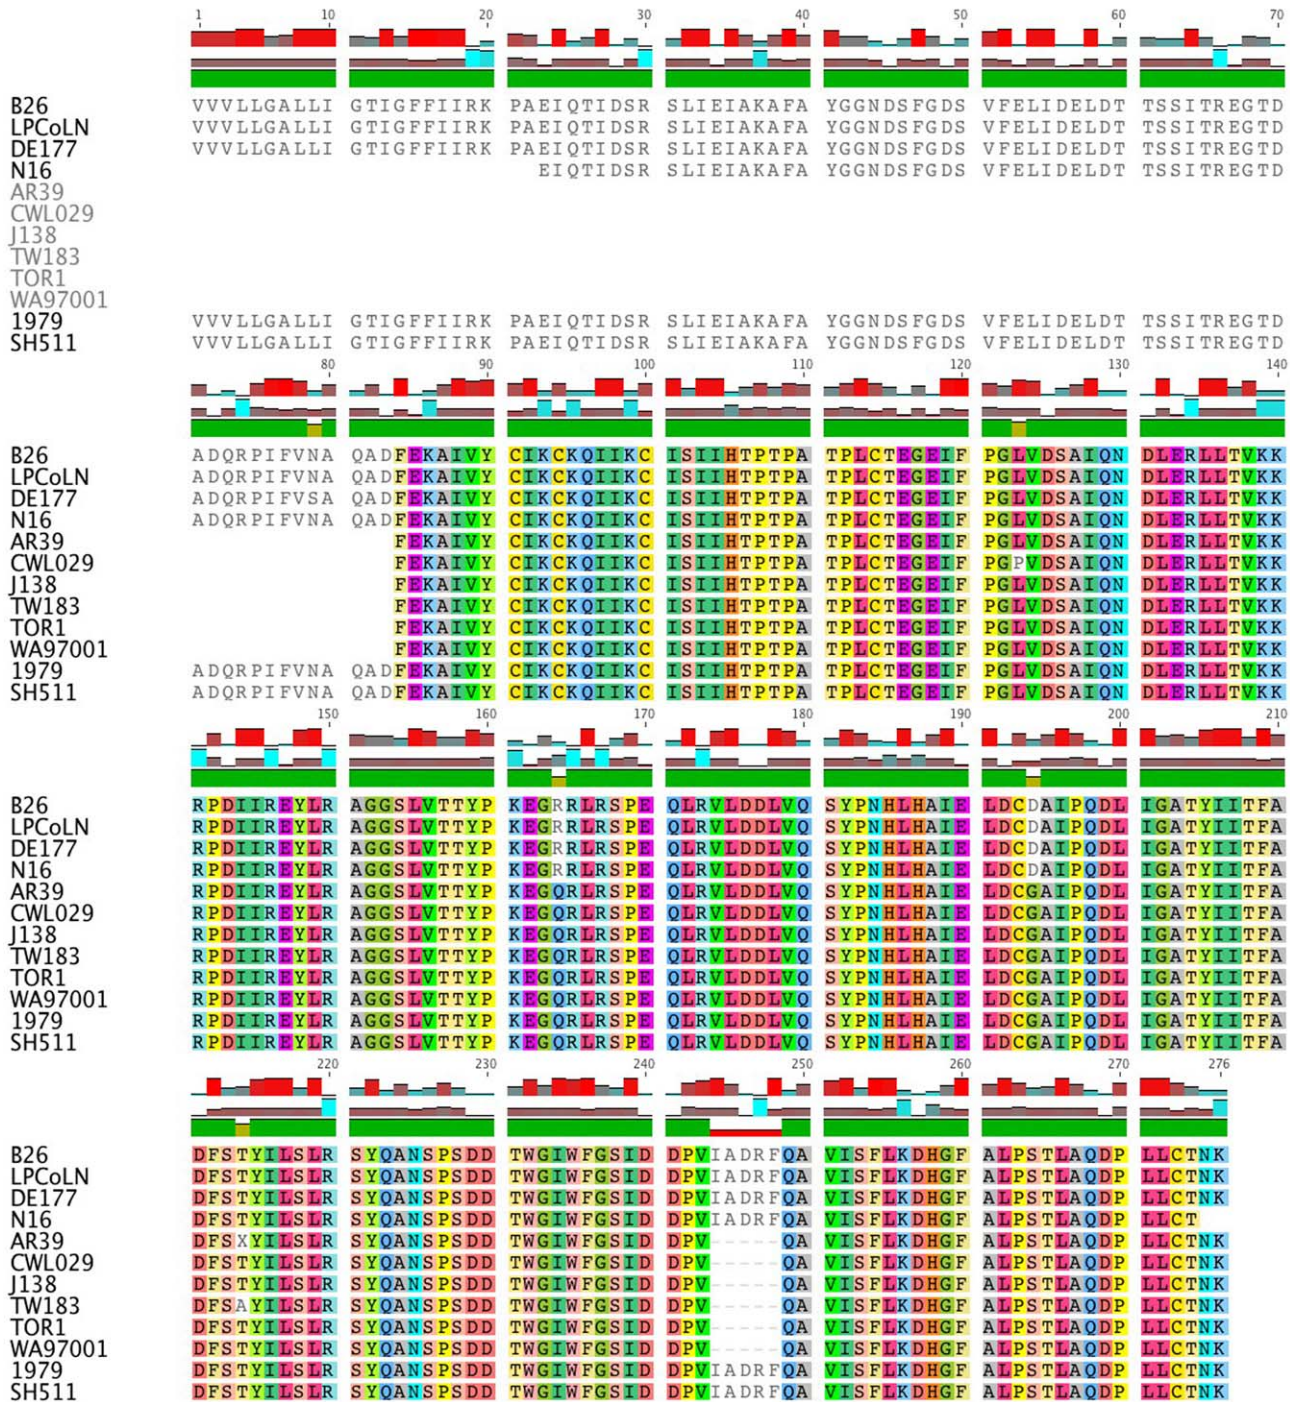 1 10 20 30 40 50 60 70
B26 VVVLLGALLI GTIGFFIIRK PAEIQTIDSR SLIEIAKAFA YGGNDSFGDS VFELIDELDT TSSITREGTD
LPCoLN VVVLLGALLI GTIGFFIIRK PAEIQTIDSR SLIEIAKAFA YGGNDSFGDS VFELIDELDT TSSITREGTD
DE177 VVVLLGALLI GTIGFFIIRK PAEIQTIDSR SLIEIAKAFA YGGNDSFGDS VFELIDELDT TSSITREGTD
N16 EIQTIDSR SLIEIAKAFA YGGNDSFGDS VFELIDELDT TSSITREGTD
AR39
CWL029
J138
TW183
TOR1
WA97001
1979 VVVLLGALLI GTIGFFIIRK PAEIQTIDSR SLIEIAKAFA YGGNDSFGDS VFELIDELDT TSSITREGTD
SH511 VVVLLGALLI GTIGFFIIRK PAEIQTIDSR SLIEIAKAFA YGGNDSFGDS VFELIDELDT TSSITREGTD
80 90 100 110 120 130 140
B26 ADQRPIFVNA QADFEKAIVY CIKCKQIIKC ISIIHTPTPA TPLCTEGEIF PGLVDSAIQN DLERLLTVKK
LPCoLN ADQRPIFVNA QADFEKAIVY CIKCKQIIKC ISIIHTPTPA TPLCTEGEIF PGLVDSAIQN DLERLLTVKK
DE177 ADQRPIFVSA QADFEKAIVY CIKCKQIIKC ISIIHTPTPA TPLCTEGEIF PGLVDSAIQN DLERLLTVKK
N16 ADQRPIFVNA QADFEKAIVY CIKCKQIIKC ISIIHTPTPA TPLCTEGEIF PGLVDSAIQN DLERLLTVKK
AR39 FEKAIVY CIKCKQIIKC ISIIHTPTPA TPLCTEGEIF PGLVDSAIQN DLERLLTVKK
CWL029 FEKAIVY CIKCKQIIKC ISIIHTPTPA TPLCTEGEIF PGPVDSAIQN DLERLLTVKK
J138 FEKAIVY CIKCKQIIKC ISIIHTPTPA TPLCTEGEIF PGLVDSAIQN DLERLLTVKK
TW183 FEKAIVY CIKCKQIIKC ISIIHTPTPA TPLCTEGEIF PGLVDSAIQN DLERLLTVKK
TOR1 FEKAIVY CIKCKQIIKC ISIIHTPTPA TPLCTEGEIF PGLVDSAIQN DLERLLTVKK
WA97001 FEKAIVY CIKCKQIIKC ISIIHTPTPA TPLCTEGEIF PGLVDSAIQN DLERLLTVKK
1979 ADQRPIFVNA QADFEKAIVY CIKCKQIIKC ISIIHTPTPA TPLCTEGEIF PGLVDSAIQN DLERLLTVKK
SH511 ADQRPIFVNA QADFEKAIVY CIKCKQIIKC ISIIHTPTPA TPLCTEGEIF PGLVDSAIQN DLERLLTVKK
150 160 170 180 190 200 210
B26 RPDIIREYLR AGGSLVTTYP KEGRRLRSPE QLRVLDDLVQ SYPNHLHAIE LDCDAIPQDL IGATYIITFA
LPCoLN RPDIIREYLR AGGSLVTTYP KEGRRLRSPE QLRVLDDLVQ SYPNHLHAIE LDCDAIPQDL IGATYIITFA
DE177 RPDIIREYLR AGGSLVTTYP KEGRRLRSPE QLRVLDDLVQ SYPNHLHAIE LDCDAIPQDL IGATYIITFA
N16 RPDIIREYLR AGGSLVTTYP KEGRRLRSPE QLRVLDDLVQ SYPNHLHAIE LDCDAIPQDL IGATYIITFA
AR39 RPDIIREYLR AGGSLVTTYP KEGQRLRSPE QLRVLDDLVQ SYPNHLHAIE LDCGAIPQDL IGATYIITFA
CWL029 RPDIIREYLR AGGSLVTTYP KEGQRLRSPE QLRVLDDLVQ SYPNHLHAIE LDCGAIPQDL IGATYIITFA
J138 RPDIIREYLR AGGSLVTTYP KEGQRLRSPE QLRVLDDLVQ SYPNHLHAIE LDCGAIPQDL IGATYIITFA
TW183 RPDIIREYLR AGGSLVTTYP KEGQRLRSPE QLRVLDDLVQ SYPNHLHAIE LDCGAIPQDL IGATYIITFA
TOR1 RPDIIREYLR AGGSLVTTYP KEGQRLRSPE QLRVLDDLVQ SYPNHLHAIE LDCGAIPQDL IGATYIITFA
WA97001 RPDIIREYLR AGGSLVTTYP KEGQRLRSPE QLRVLDDLVQ SYPNHLHAIE LDCGAIPQDL IGATYIITFA
1979 RPDIIREYLR AGGSLVTTYP KEGQRLRSPE QLRVLDDLVQ SYPNHLHAIE LDCGAIPQDL IGATYIITFA
SH511 RPDIIREYLR AGGSLVTTYP KEGQRLRSPE QLRVLDDLVQ SYPNHLHAIE LDCGAIPQDL IGATYIITFA
220 230 240 250 260 270 276
B26 DFSTYILSLR SYQANSPSDD TWGIWFGSID DPVIADRFQA VISFLKDHGF ALPSTLAQDP LLCTNK
LPCoLN DFSTYILSLR SYQANSPSDD TWGIWFGSID DPVIADRFQA VISFLKDHGF ALPSTLAQDP LLCTNK
DE177 DFSTYILSLR SYQANSPSDD TWGIWFGSID DPVIADRFQA VISFLKDHGF ALPSTLAQDP LLCTNK
N16 DFSTYILSLR SYQANSPSDD TWGIWFGSID DPVIADRFQA VISFLKDHGF ALPSTLAQDP LLCT
AR39 DFSXYILSLR SYQANSPSDD TWGIWFGSID DPV-----QA VISFLKDHGF ALPSTLAQDP LLCTNK
CWL029 DFSTYILSLR SYQANSPSDD TWGIWFGSID DPV-----QA VISFLKDHGF ALPSTLAQDP LLCTNK
J138 DFSTYILSLR SYQANSPSDD TWGIWFGSID DPV-----QA VISFLKDHGF ALPSTLAQDP LLCTNK
TW183 DFSAYILSLR SYQANSPSDD TWGIWFGSID DPV-----QA VISFLKDHGF ALPSTLAQDP LLCTNK
TOR1 DFSTYILSLR SYQANSPSDD TWGIWFGSID DPV-----QA VISFLKDHGF ALPSTLAQDP LLCTNK
WA97001 DFSTYILSLR SYQANSPSDD TWGIWFGSID DPV-----QA VISFLKDHGF ALPSTLAQDP LLCTNK
1979 DFSTYILSLR SYQANSPSDD TWGIWFGSID DPVIADRFQA VISFLKDHGF ALPSTLAQDP LLCTNK
SH511 DFSTYILSLR SYQANSPSDD TWGIWFGSID DPVIADRFQA VISFLKDHGF ALPSTLAQDP LLCTNK